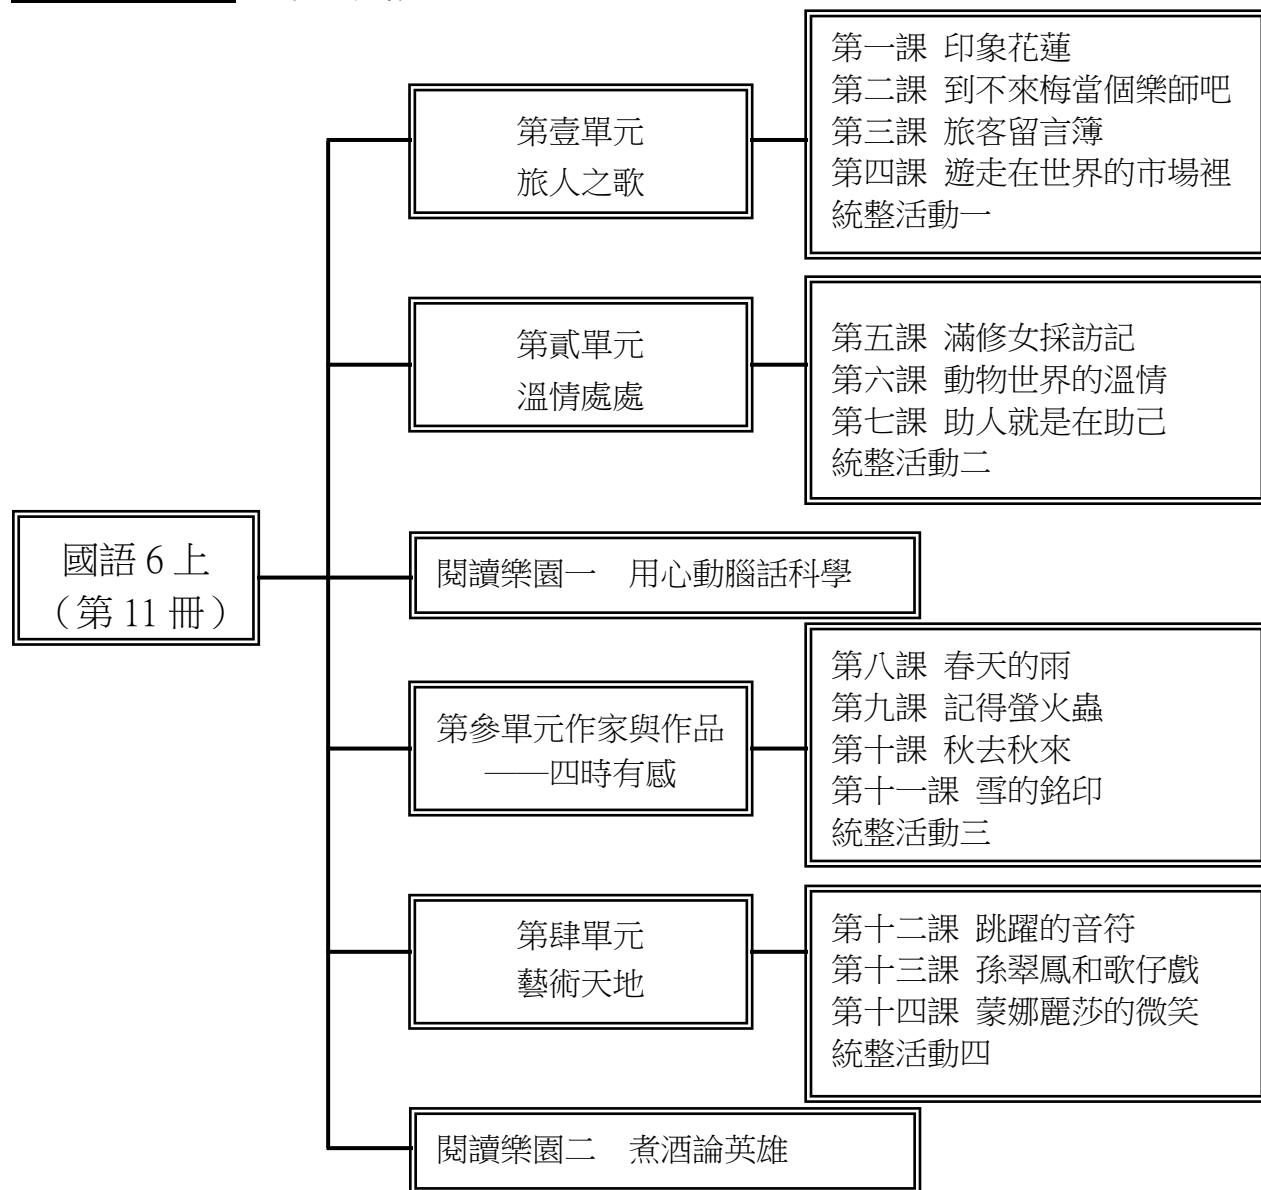 第一課 印象花蓮
第二課 到不來梅當個樂師吧
第三課 旅客留言簿
第四課 遊走在世界的市場裡
統整活動一
第壹單元
旅人之歌
第五課 滿修女採訪記
第六課 動物世界的溫情
第七課 助人就是在助己
統整活動二
第貳單元
溫情處處
國語 6 上
（第 11 冊）
閱讀樂園一 用心動腦話科學
第八課 春天的雨
第九課 記得螢火蟲
第十課 秋去秋來
第十一課 雪的銘印
統整活動三
第參單元作家與作品
——四時有感
第十二課 跳躍的音符
第十三課 孫翠鳳和歌仔戲
第十四課 蒙娜麗莎的微笑
統整活動四
第肆單元
藝術天地
閱讀樂園二 煮酒論英雄